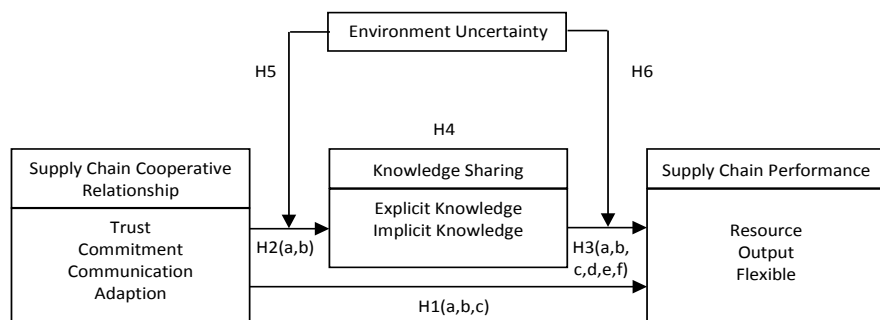 Environment Uncertainty
H5
H6
H4
Supply Chain Cooperative
Relationship
Trust
Commitment
Communication
Adaption
H2(a,b)
Knowledge Sharing
Explicit Knowledge
Implicit Knowledge
H3(a,b,
c,d,e,f)
Supply Chain Performance
Resource
Output
Flexible
H1(a,b,c)